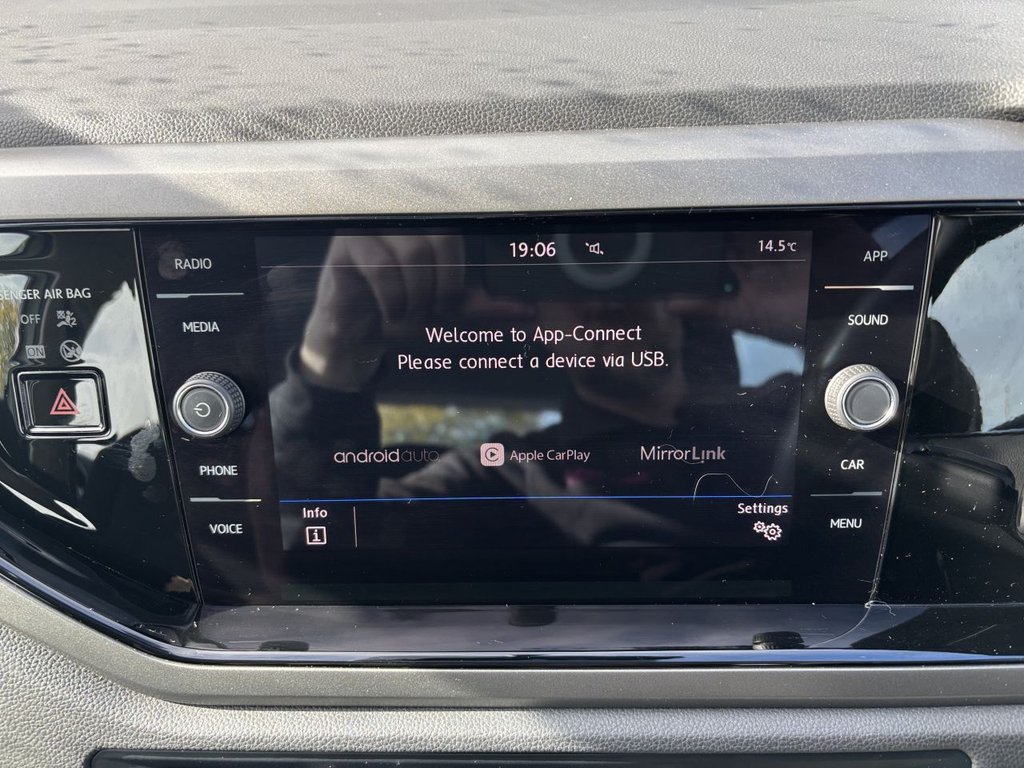 19:06
14.5°C
RADIO
APP
SENGER AIR BAG
OFF 2
ON
MEDIA
SOUND
Welcome to App-Connect
Please connect a device via USB.
androidauto
Apple CarPlay
MirrorLink
PHONE
CAR
Info
Settings
VOICE
MENU